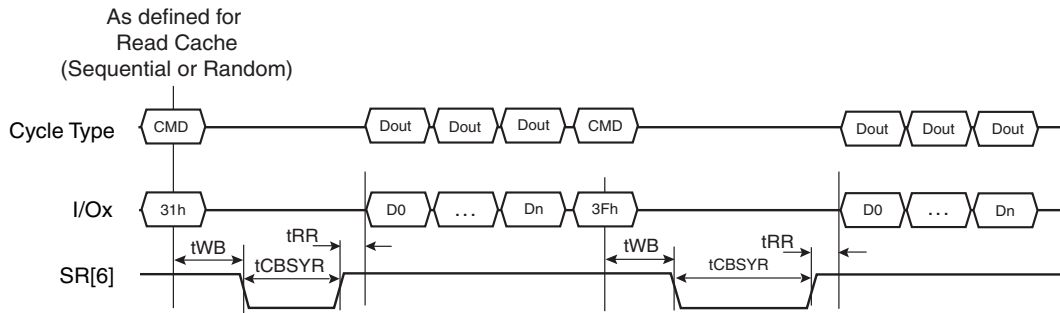 As defined for
Read Cache
(Sequential or Random)
Cycle Type CMD Dout Dout Dout CMD Dout Dout Dout
I/Ox 31h D0 ... Dn 3Fh D0 ... Dn
tWB tRR tWB tRR
tCBSYR tCBSYR
SR[6]